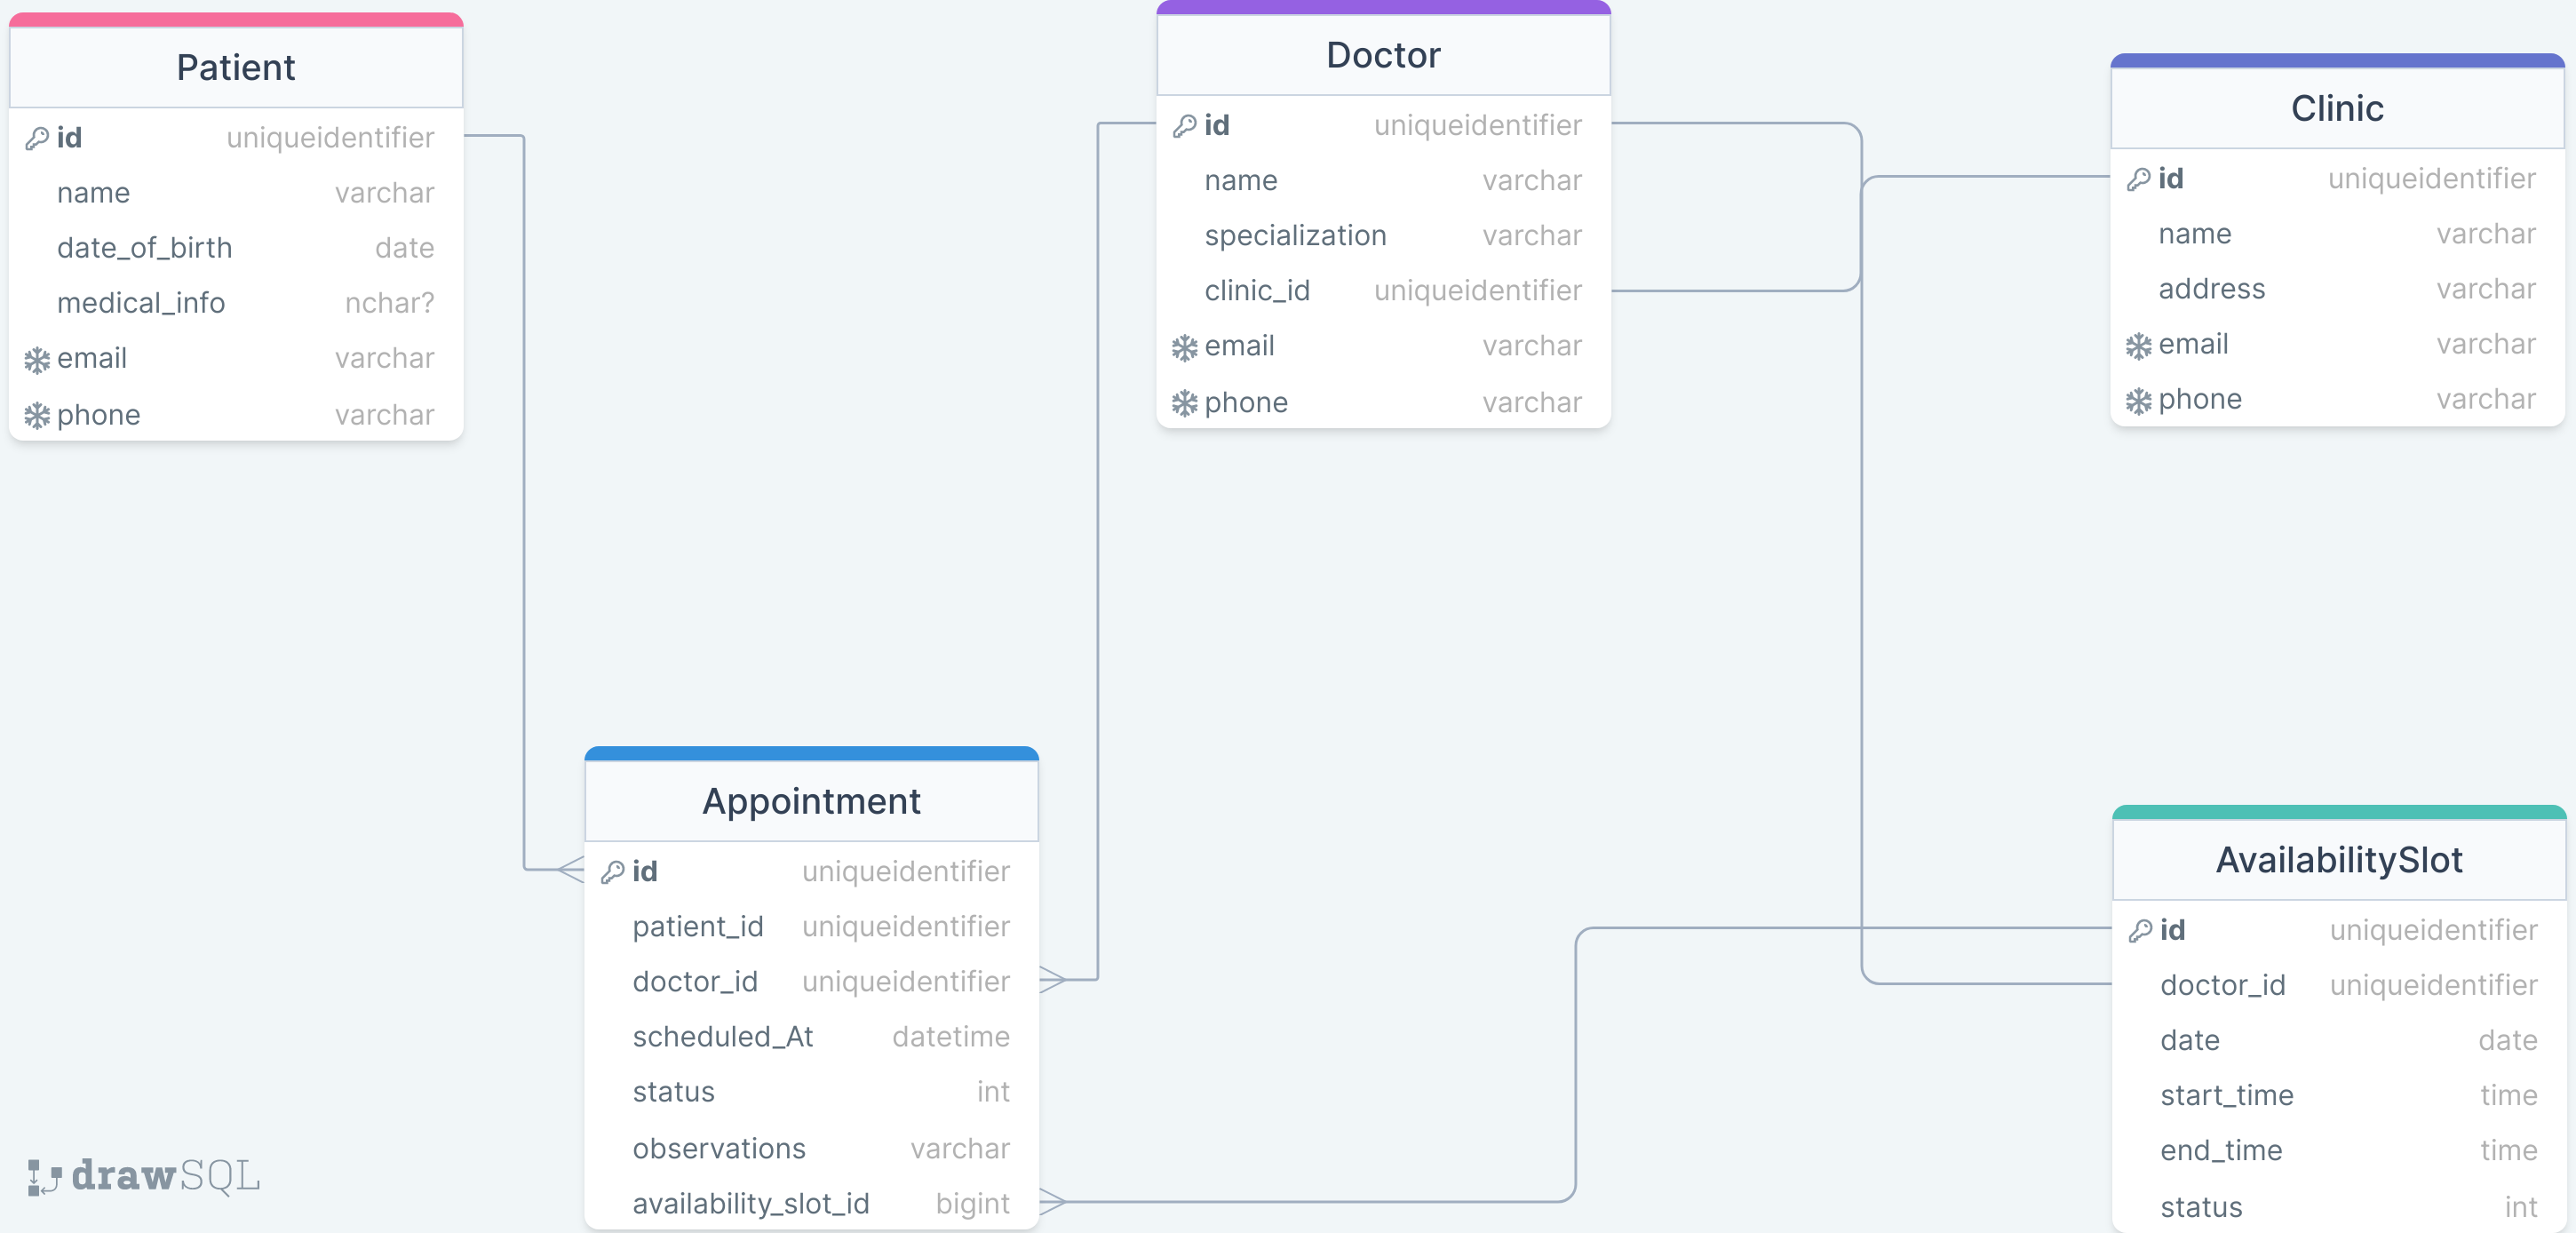 Patient
id uniqueidentifier
name varchar
date_of_birth date
medical_info nchar?
email varchar
phone varchar
Doctor
id uniqueidentifier
name varchar
specialization varchar
clinic_id uniqueidentifier
email varchar
phone varchar
Clinic
id uniqueidentifier
name varchar
address varchar
email varchar
phone varchar
Appointment
id uniqueidentifier
patient_id uniqueidentifier
doctor_id uniqueidentifier
scheduled_At datetime
status int
observations varchar
availability_slot_id bigint
AvailabilitySlot
id uniqueidentifier
doctor_id uniqueidentifier
date date
start_time time
end_time time
status int
drawSQL